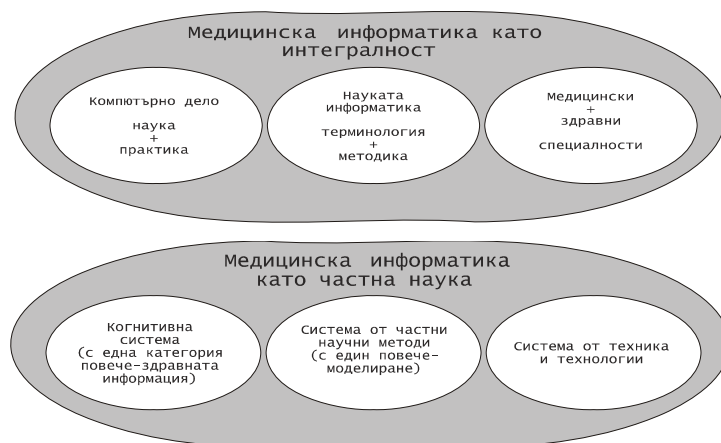 Медицинска информатика като
интегралност
Компютърно дело
наука
+
практика
Науката
информатика
терминология
+
методика
Медицински
+
здравни
специалности
Медицинска информатика
като частна наука
Когнитивна
система
(с една категория
повече-здравната
информация)
Система от частни
научни методи
(с един повече-
моделиране)
Система от техника
и технологии